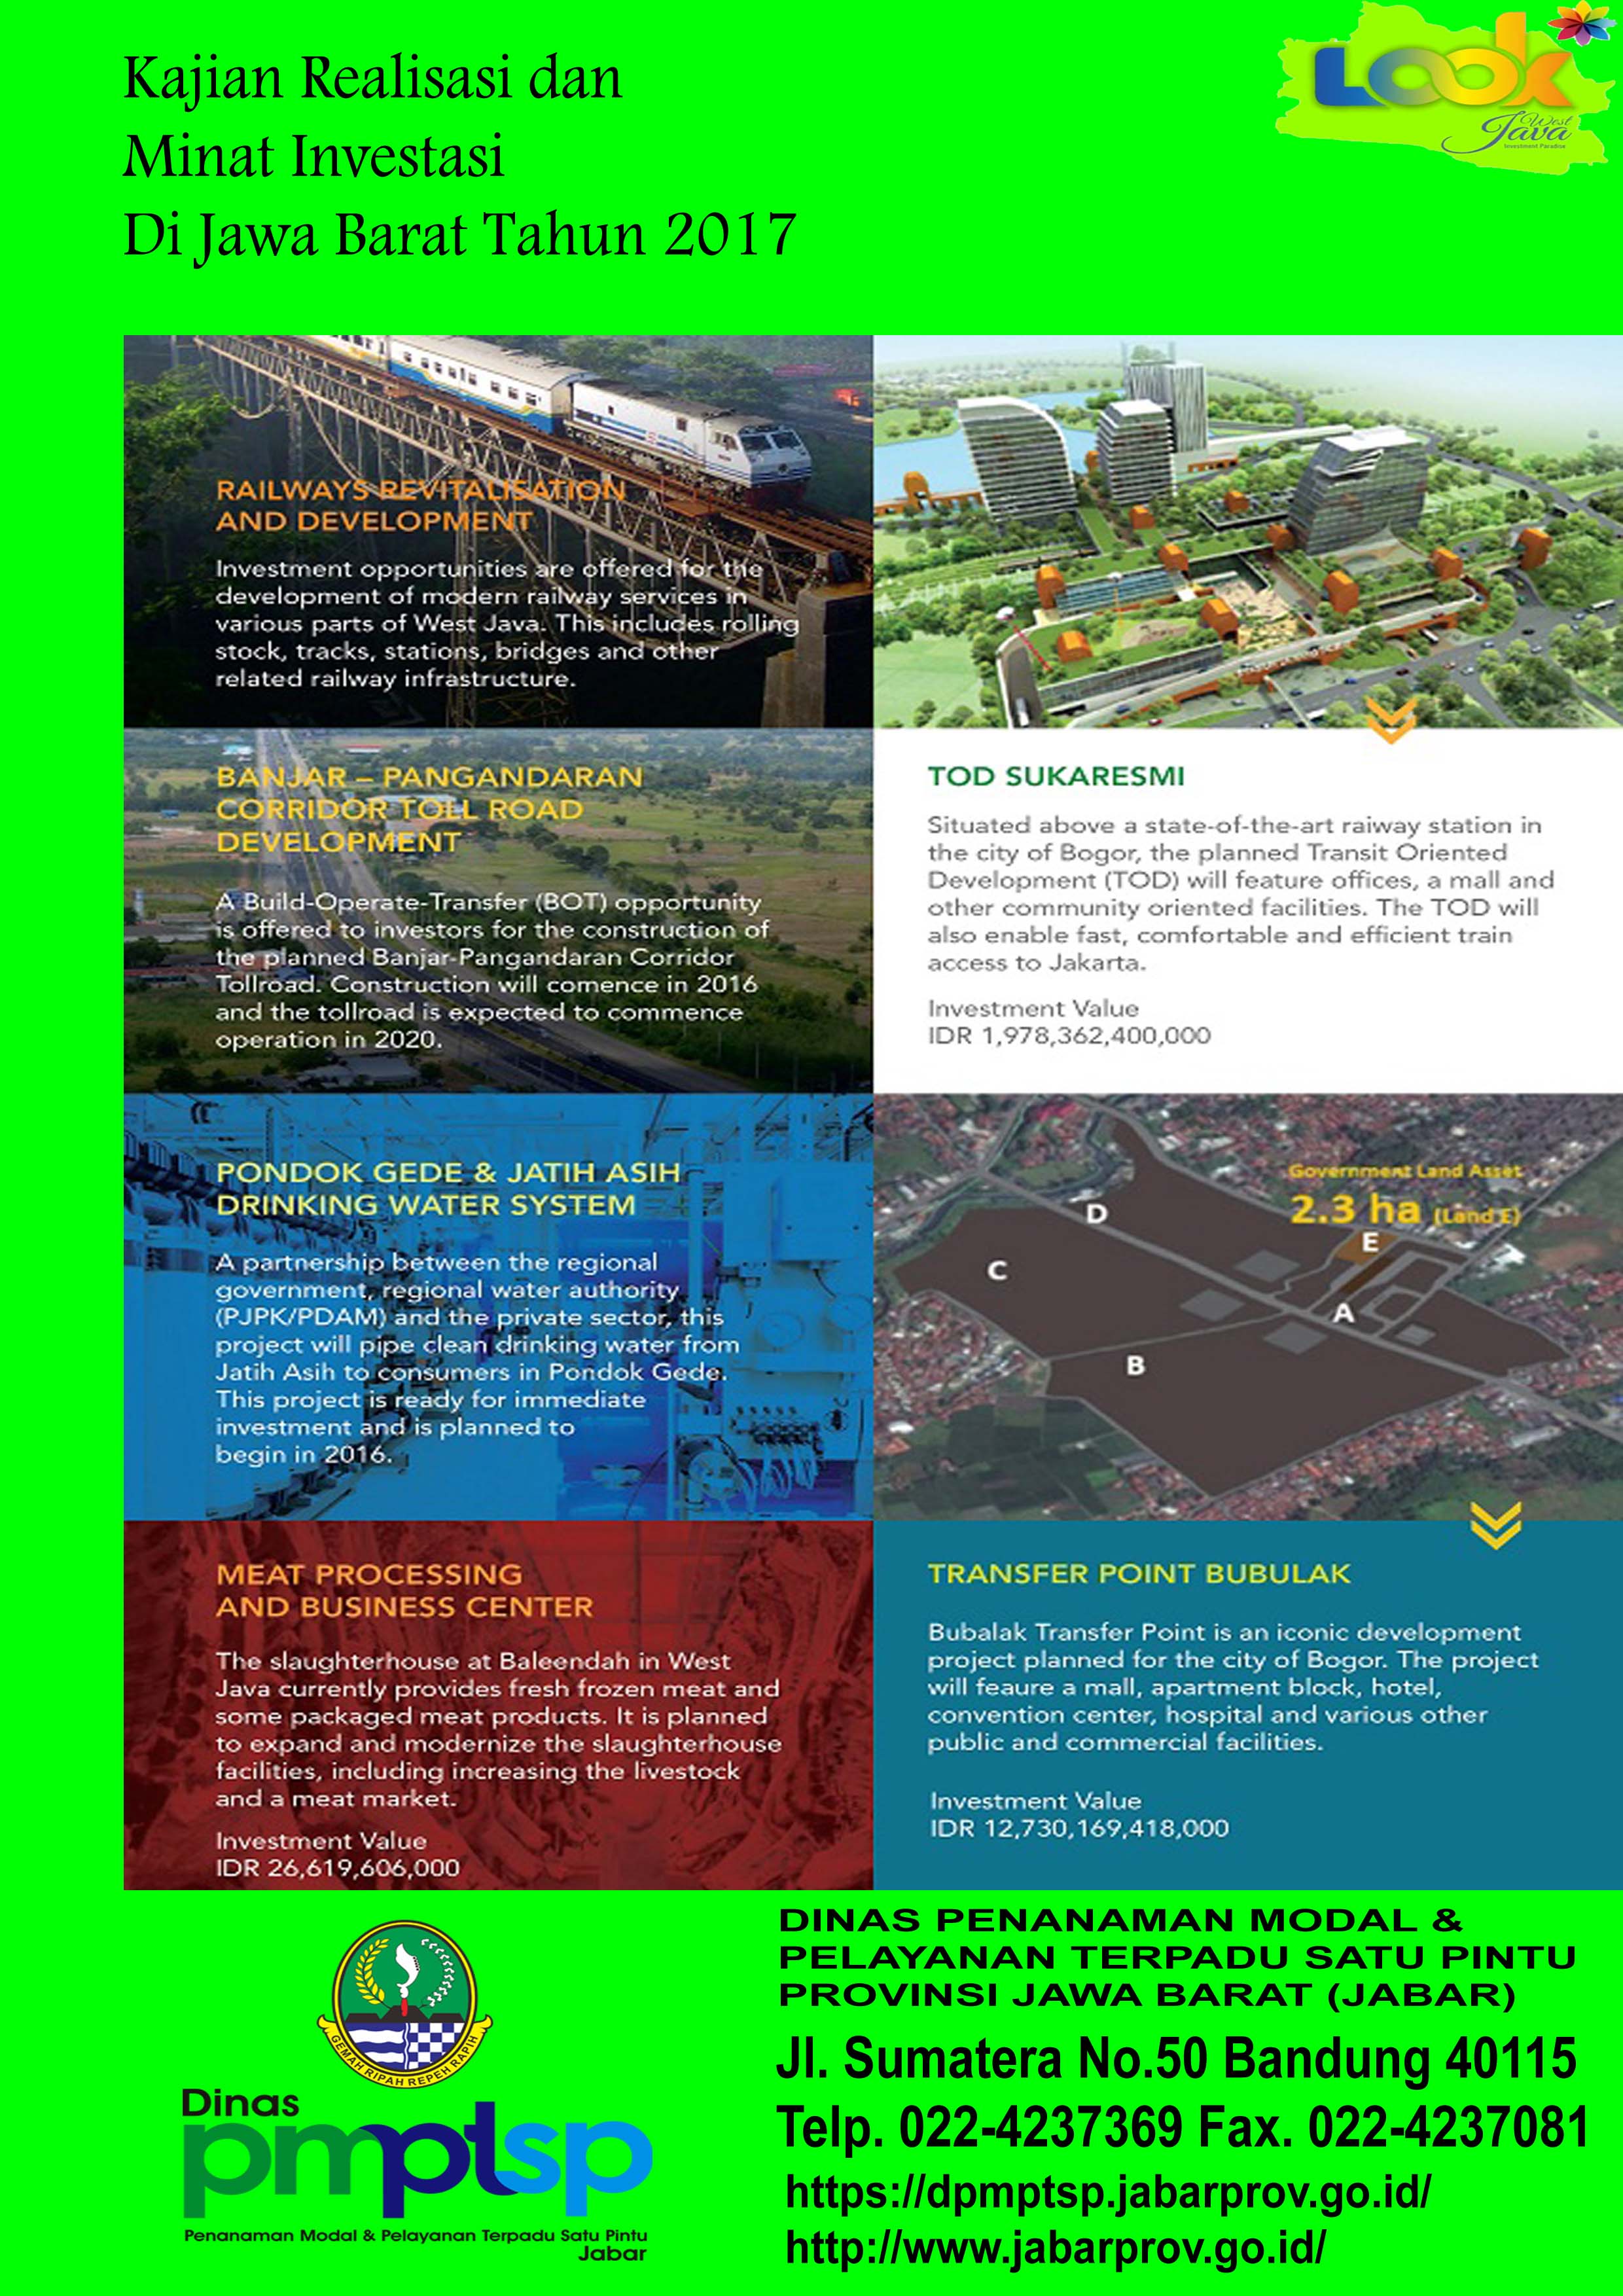 Kajian Realisasi dan
Minat Investasi
Di Jawa Barat Tahun 2017
Look
West
Java
Investment Paradise
RAILWAYS REVITALISATION
AND DEVELOPMENT
Investment opportunities are offered for the
development of modern railway services in
various parts of West Java. This includes rolling
stock, tracks, stations, bridges and other
related railway infrastructure.
BANJAR – PANGANDARAN
CORRIDOR TOLL ROAD
DEVELOPMENT
A Build-Operate-Transfer (BOT) opportunity
is offered to investors for the construction of
the planned Banjar-Pangandaran Corridor
Tollroad. Construction will comence in 2016
and the tollroad is expected to commence
operation in 2020.
TOD SUKARESMI
Situated above a state-of-the-art raiway station in
the city of Bogor, the planned Transit Oriented
Development (TOD) will feature offices, a mall and
other community oriented facilities. The TOD will
also enable fast, comfortable and efficient train
access to Jakarta.
Investment Value
IDR 1,978,362,400,000
PONDOK GEDE & JATIH ASIH
DRINKING WATER SYSTEM
A partnership between the regional
government, regional water authority
(PJPK/PDAM) and the private sector, this
project will pipe clean drinking water from
Jatih Asih to consumers in Pondok Gede.
This project is ready for immediate
investment and is planned to
begin in 2016.
Government Land Asset
2.3 ha (Land E)
D
E
C
A
B
MEAT PROCESSING
AND BUSINESS CENTER
The slaughterhouse at Baleendah in West
Java currently provides fresh frozen meat and
some packaged meat products. It is planned
to expand and modernize the slaughterhouse
facilities, including increasing the livestock
and a meat market.
Investment Value
IDR 26,619,606,000
TRANSFER POINT BUBULAK
Bubalak Transfer Point is an iconic development
project planned for the city of Bogor. The project
will feaure a mall, apartment block, hotel,
convention center, hospital and various other
public and commercial facilities.
Investment Value
IDR 12,730,169,418,000
GEMAH RIPAH REPEH RAPIH
Dinas
pmptsp
Penanaman Modal & Pelayanan Terpadu Satu Pintu
Jabar
DINAS PENANAMAN MODAL &
PELAYANAN TERPADU SATU PINTU
PROVINSI JAWA BARAT (JABAR)
Jl. Sumatera No.50 Bandung 40115
Telp. 022-4237369 Fax. 022-4237081
https://dpmptsp.jabarprov.go.id/
http://www.jabarprov.go.id/